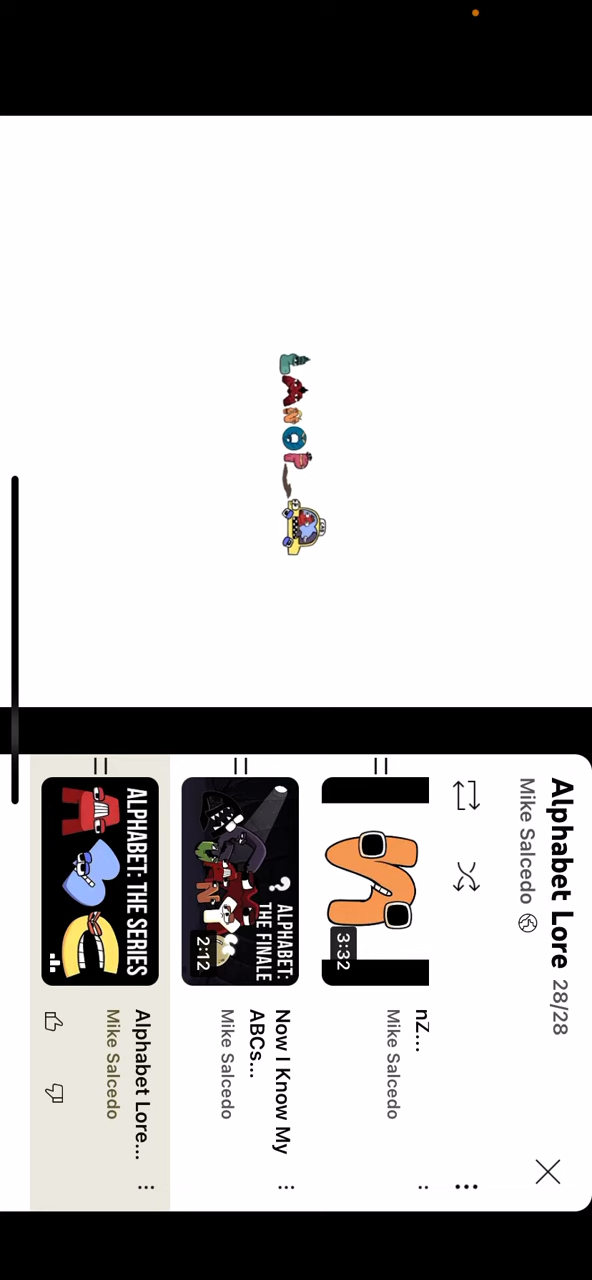 LMNOP
Alphabet Lore 28/28
Mike Salcedo
3:32
nZ...
Mike Salcedo
?
ALPHABET:
THE FINALE
2:12
Now I Know My
ABCs....
Mike Salcedo
ALPHABET: THE SERIES
Alphabet Lore...
Mike Salcedo